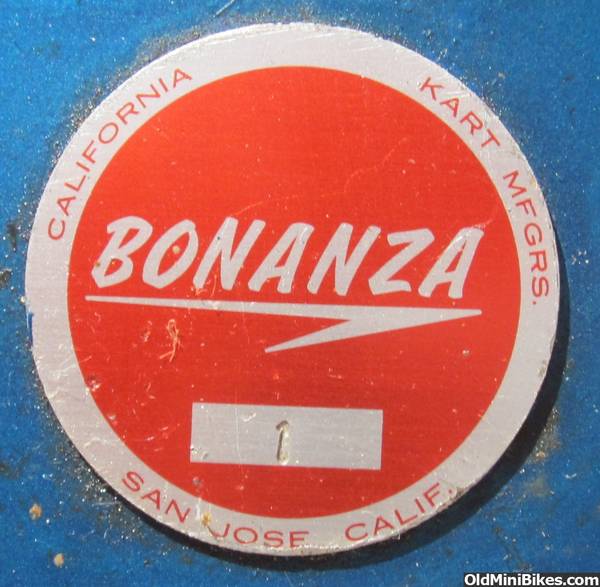 CALIFORNIA KART MFGRS.
BONANZA
1
SAN JOSE CALIF.
OldMiniBikes.com